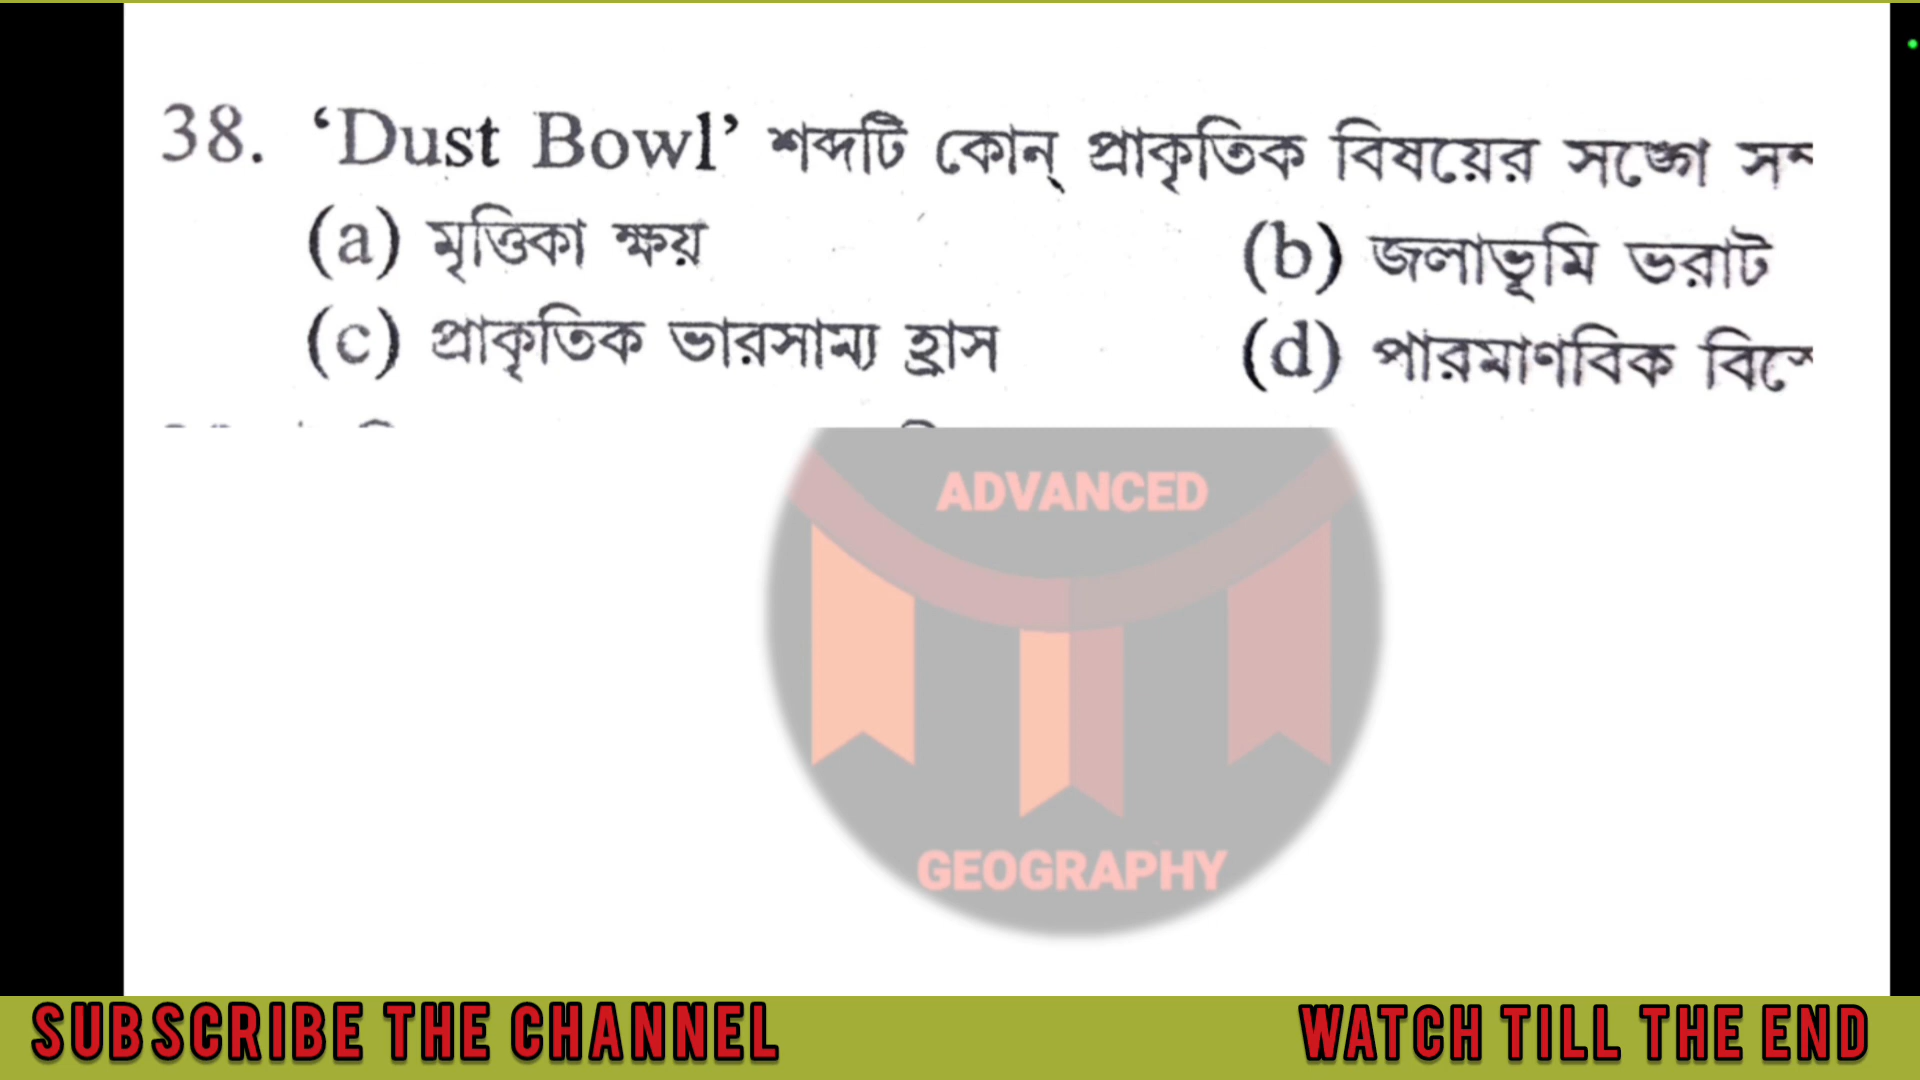 38. ‘Dust Bowl’ শব্দটি কোন্ প্রাকৃতিক বিষয়ের সঙ্গে
(a) মৃত্তিকা ক্ষয় (b) জলাভূমি ভরাট
(c) প্রাকৃতিক ভারসাম্য হ্রাস (d) পারমাণবিক
ADVANCED
GEOGRAPHY
SUBSCRIBE THE CHANNEL WATCH TILL THE END